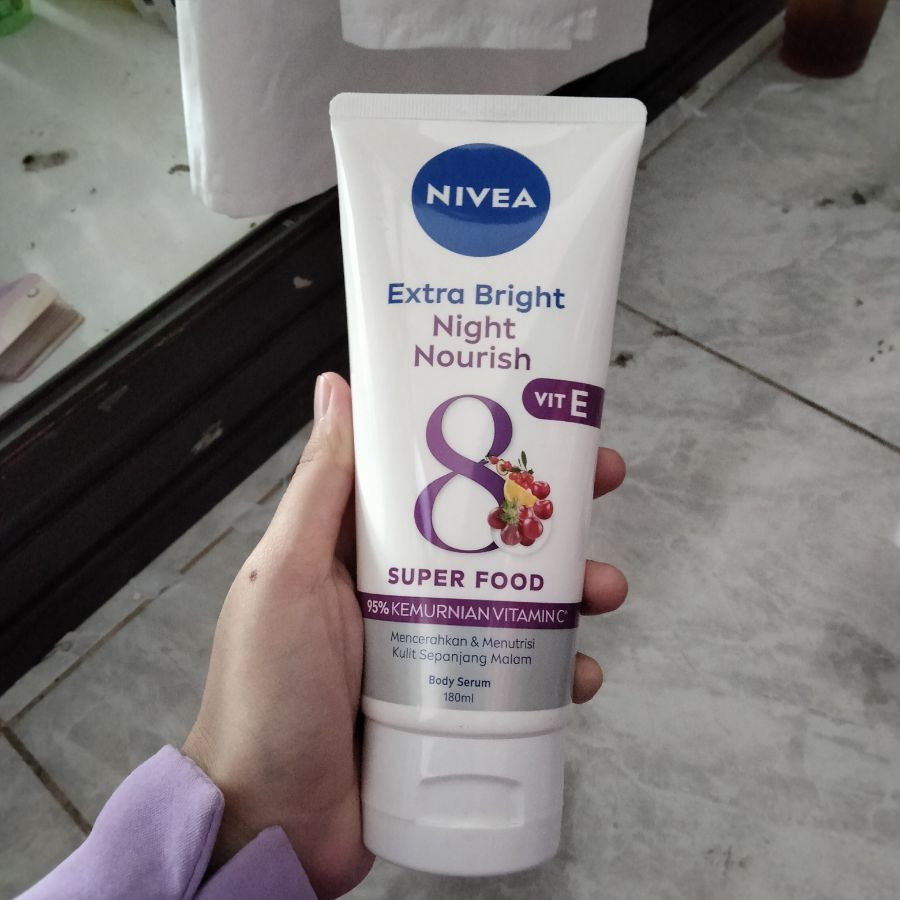 NIVEA
Extra Bright
Night
Nourish
VIT E
8
SUPER FOOD
95% KEMURNIAN VITAMIN C*
Mencerahkan & Menutrisi
Kulit Sepanjang Malam
Body Serum
180ml